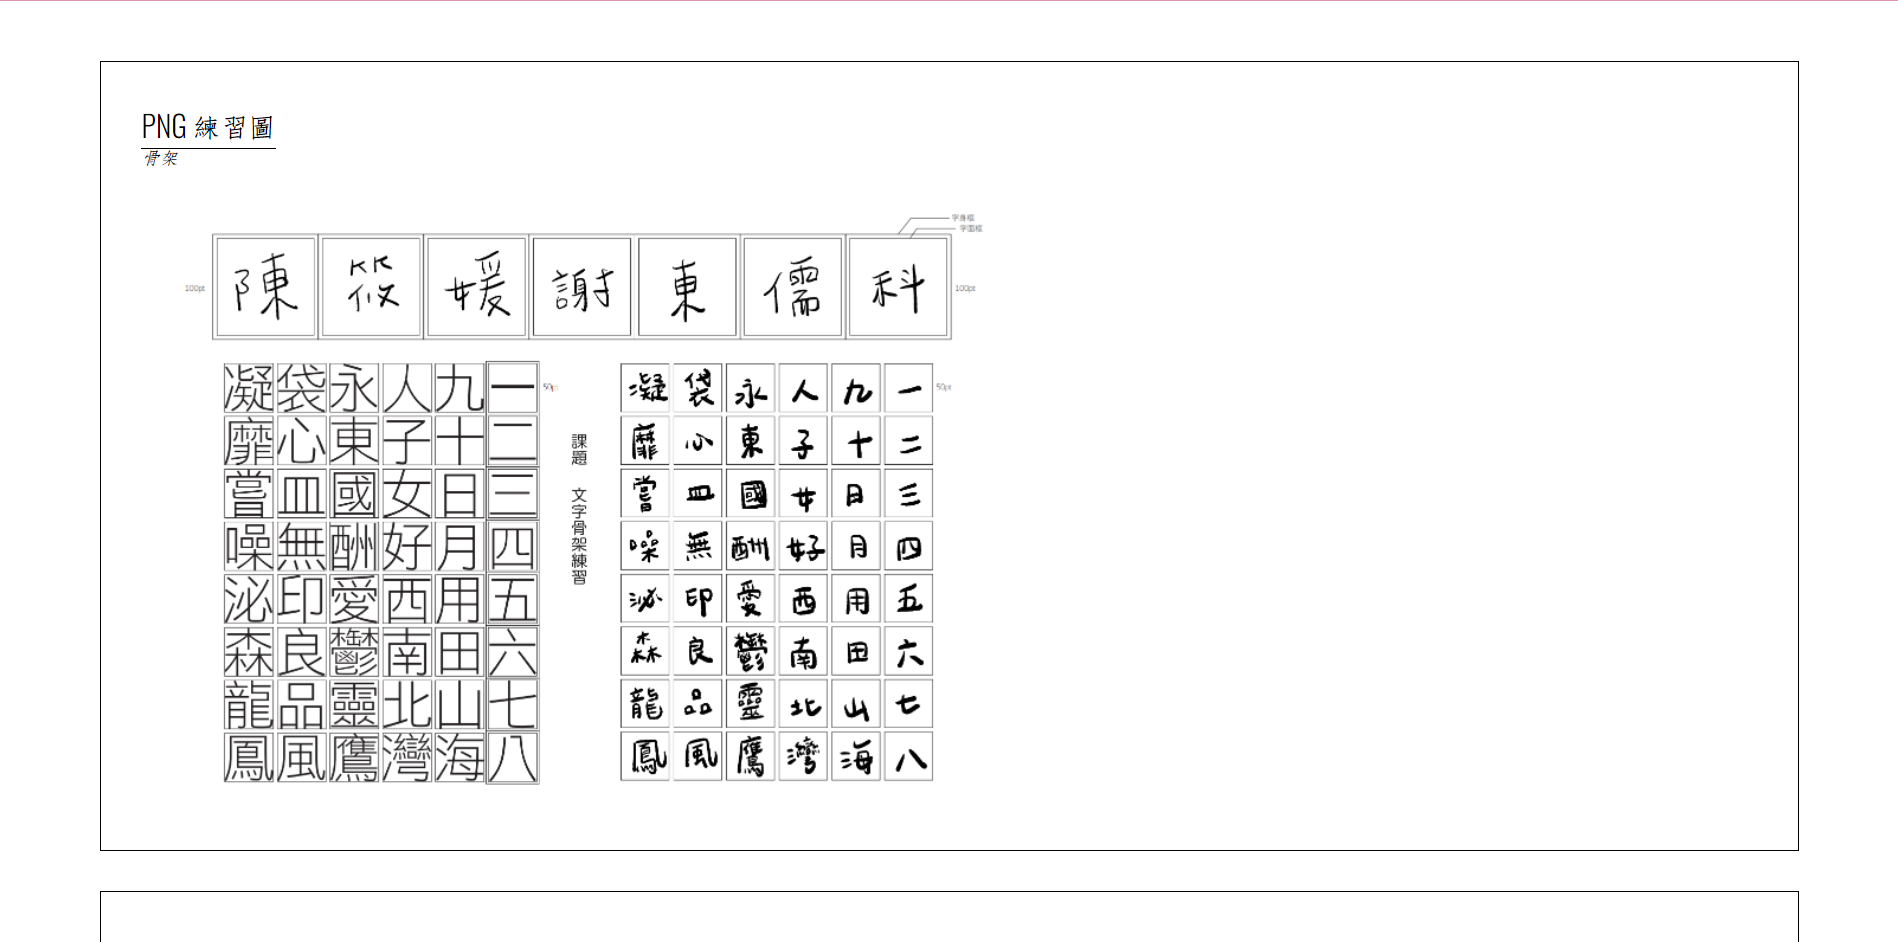 PNG 練習圖
骨架
字身框
字面框
100pt
陳筱媛謝東儒科
100pt
凝袋永人九一
50pt
靡心東子十二
嘗皿國女日三
噪無酬好月四
泌印愛西用五
森良鬱南田六
龍品靈北山七
鳳風鷹灣海八
課題 文字骨架練習
凝袋永人九一
50pt
靡心東子十二
嘗皿國女日三
噪無酬好月四
泌印愛西用五
森良鬱南田六
龍品靈北山七
鳳風鷹灣海八